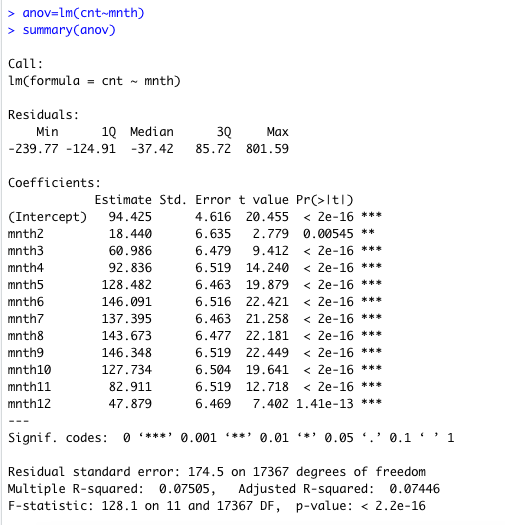 > anov=lm(cnt~mnth)
> summary(anov)

Call:
lm(formula = cnt ~ mnth)

Residuals:
    Min      1Q  Median      3Q     Max
-239.77 -124.91  -37.42   85.72  801.59

Coefficients:
            Estimate Std. Error t value Pr(>|t|)
(Intercept)   94.425      4.616  20.455  < 2e-16 ***
mnth2         18.440      6.635   2.779  0.00545 **
mnth3         60.986      6.479   9.412  < 2e-16 ***
mnth4         92.836      6.519  14.240  < 2e-16 ***
mnth5        128.482      6.463  19.879  < 2e-16 ***
mnth6        146.091      6.516  22.421  < 2e-16 ***
mnth7        137.395      6.463  21.258  < 2e-16 ***
mnth8        143.673      6.477  22.181  < 2e-16 ***
mnth9        146.348      6.519  22.449  < 2e-16 ***
mnth10       127.734      6.504  19.641  < 2e-16 ***
mnth11        82.911      6.519  12.718  < 2e-16 ***
mnth12        47.879      6.469   7.402 1.41e-13 ***
---
Signif. codes:  0 ‘***’ 0.001 ‘**’ 0.01 ‘*’ 0.05 ‘.’ 0.1 ‘ ’ 1

Residual standard error: 174.5 on 17367 degrees of freedom
Multiple R-squared:  0.07505,	Adjusted R-squared:  0.07446
F-statistic: 128.1 on 11 and 17367 DF,  p-value: < 2.2e-16